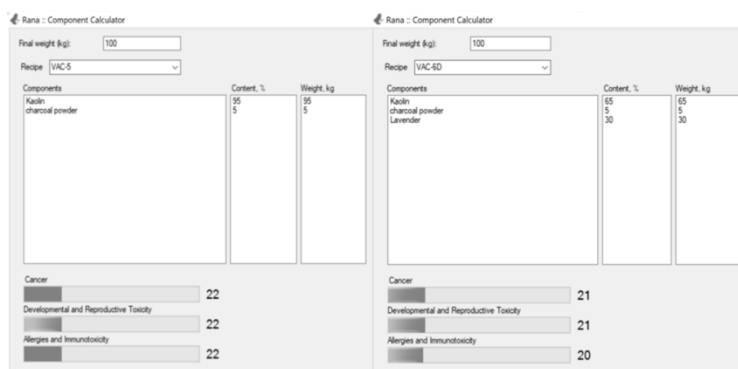 Rana :: Component Calculator
Final weight (kg): 100
Recipe VAC-5
Components Content, % Weight, kg
Kaolin 95 95
charcoal powder 5 5
Cancer
22
Developmental and Reproductive Toxicity
22
Allergies and Immunotoxicity
22
Rana :: Component Calculator
Final weight (kg): 100
Recipe VAC-6D
Components Content, % Weight, kg
Kaolin 65 65
charcoal powder 5 5
Lavender 30 30
Cancer
21
Developmental and Reproductive Toxicity
21
Allergies and Immunotoxicity
20